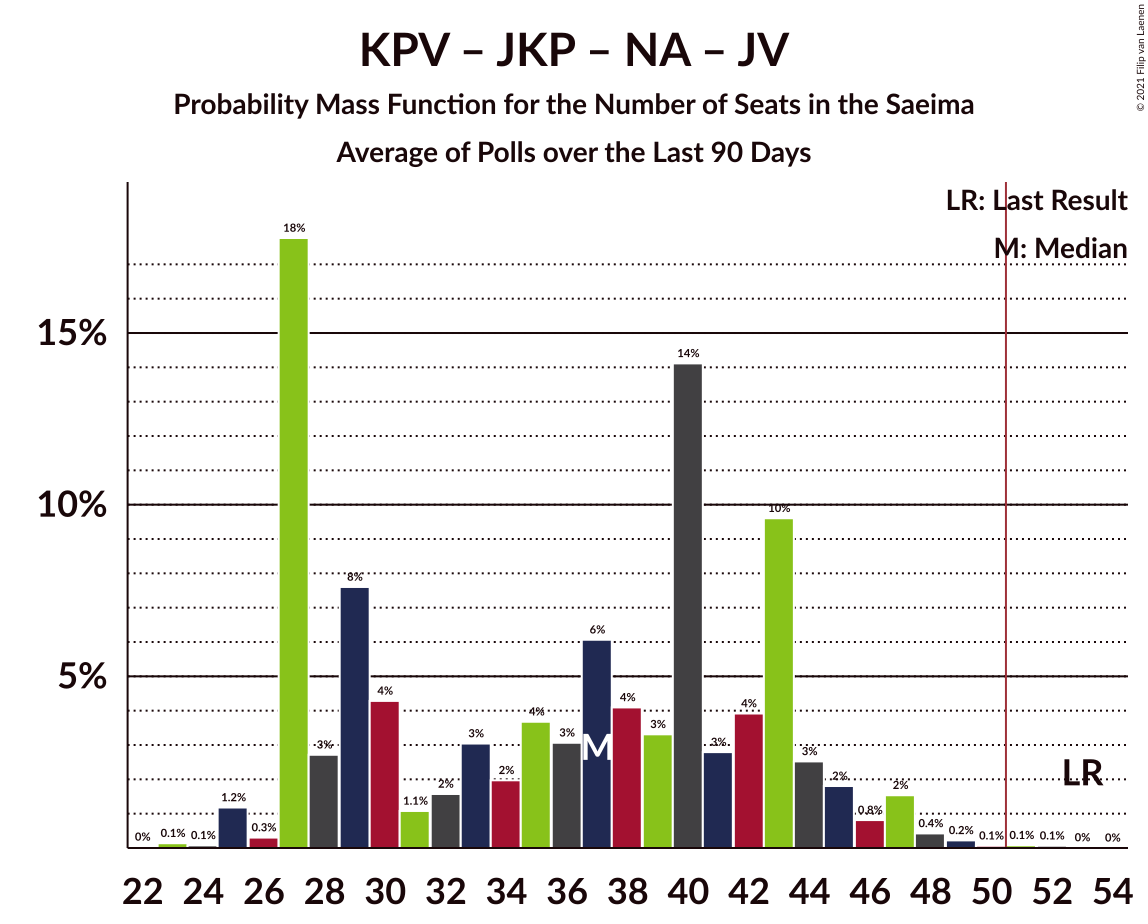 KPV – JKP – NA – JV
Probability Mass Function for the Number of Seats in the Saeima
Average of Polls over the Last 90 Days
© 2021 Filip van Laenen
LR: Last Result
M: Median
15%
10%
5%
0% 0.1% 0.1% 1.2% 0.3% 18% 3% 8% 4% 1.1% 2% 3% 2% 4% 3% 6% 4% 3% 14% 3% 4% 10% 3% 2% 0.8% 2% 0.4% 0.2% 0.1% 0.1% 0.1% 0% 0%
M
LR
22 24 26 28 30 32 34 36 38 40 42 44 46 48 50 52 54